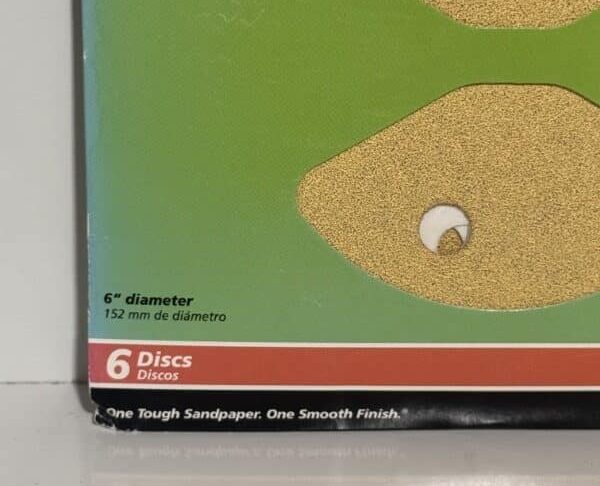 6" diameter
152 mm de diámetro
6 Discs
Discos
One Tough Sandpaper. One Smooth Finish.®